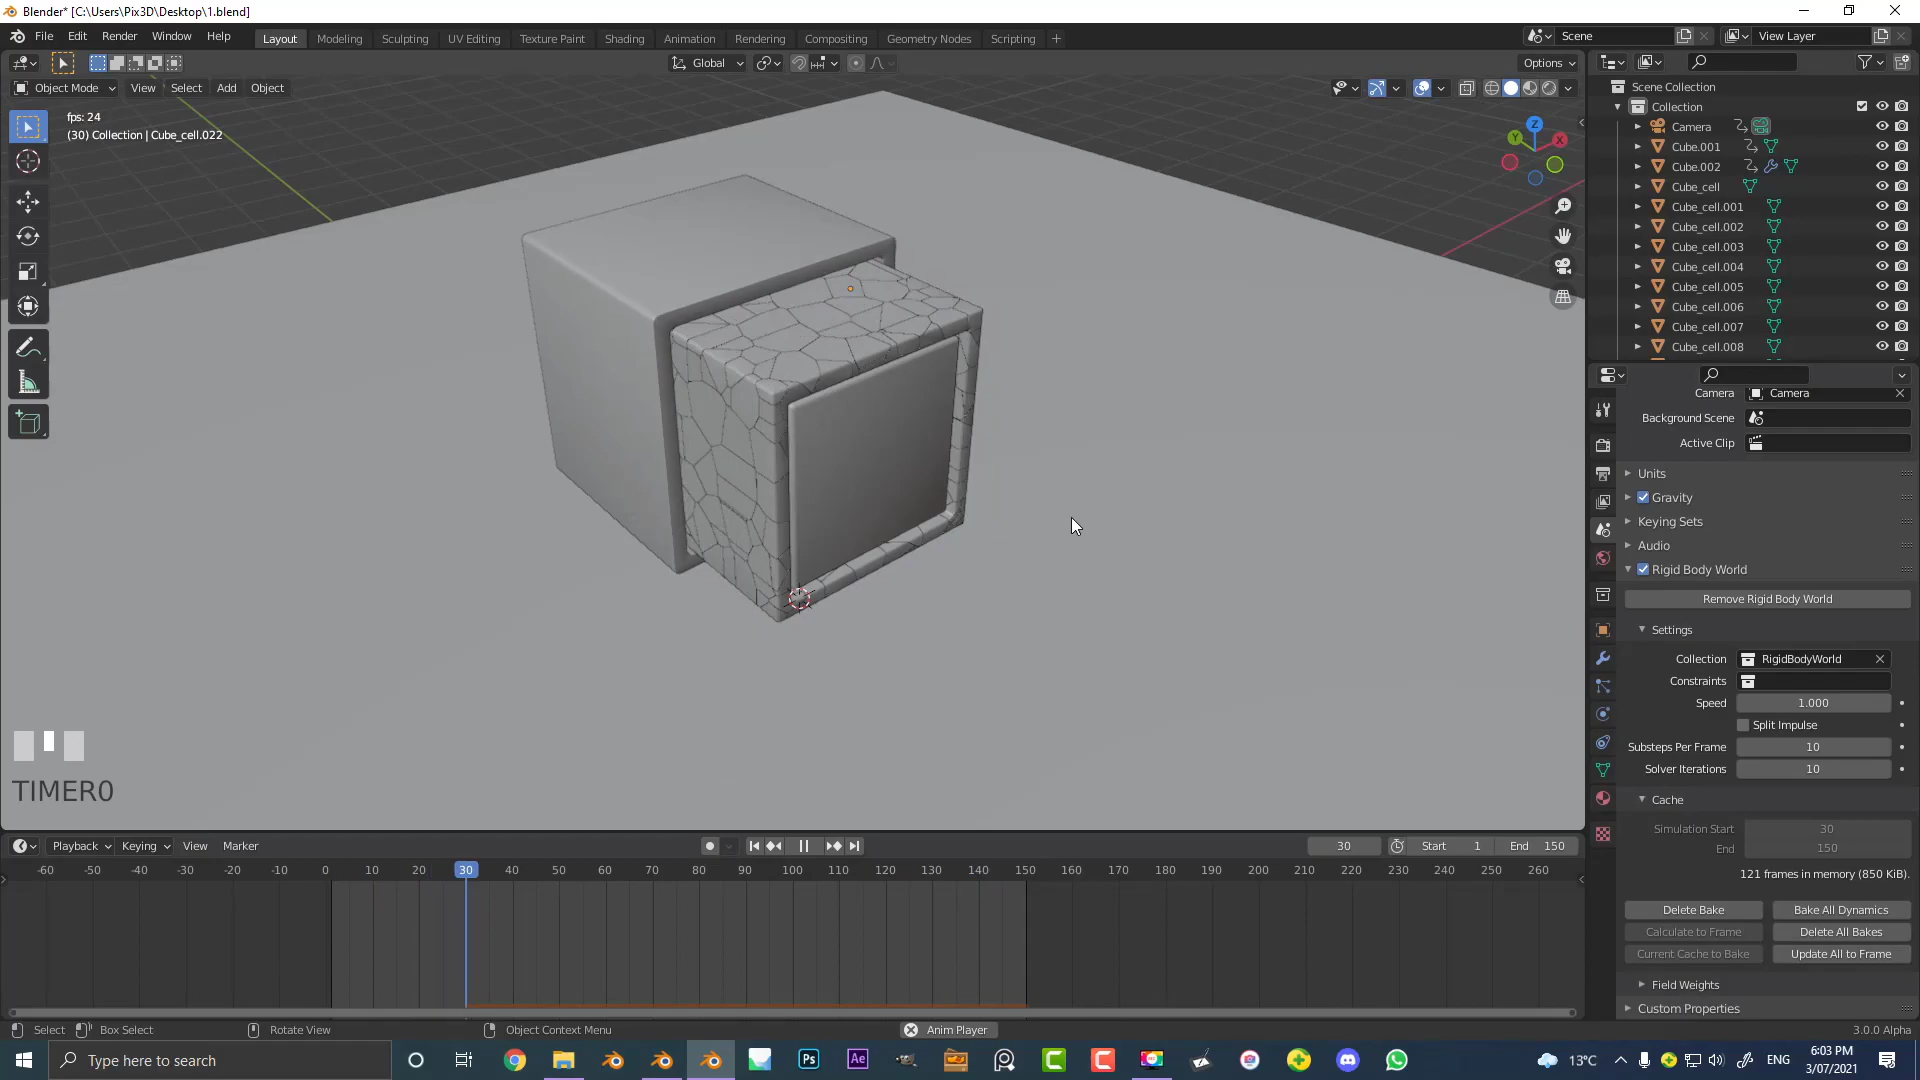 Blender* [C:\Users\Pix3D\Desktop\1.blend]
File Edit Render Window Help
Layout Modeling Sculpting UV Editing Texture Paint Shading Animation Rendering Compositing Geometry Nodes Scripting +
Scene
View Layer
Global
Options
Object Mode View Select Add Object
fps: 24
(30) Collection | Cube_cell.022
Z
Y
X
Scene Collection
Collection
Camera
Cube.001
Cube.002
Cube_cell
Cube_cell.001
Cube_cell.002
Cube_cell.003
Cube_cell.004
Cube_cell.005
Cube_cell.006
Cube_cell.007
Cube_cell.008
Camera Camera
Background Scene
Active Clip
Units
Gravity
Keying Sets
Audio
Rigid Body World
Remove Rigid Body World
Settings
Collection RigidBodyWorld
Constraints
Speed 1.000
Split Impulse
Substeps Per Frame 10
Solver Iterations 10
Cache
Simulation Start 30
End 150
121 frames in memory (850 KiB).
Delete Bake Bake All Dynamics
Calculate to Frame Delete All Bakes
Current Cache to Bake Update All to Frame
Field Weights
Custom Properties
TIMER0
Playback Keying View Marker
30 Start 1 End 150
-60 -50 -40 -30 -20 -10 0 10 20 30 40 50 60 70 80 90 100 110 120 130 140 150 160 170 180 190 200 210 220 230 240 250 260
Select Box Select Rotate View Object Context Menu Anim Player 3.0.0 Alpha
Type here to search
Ps
Ae
13°C
ENG
6:03 PM
3/07/2021